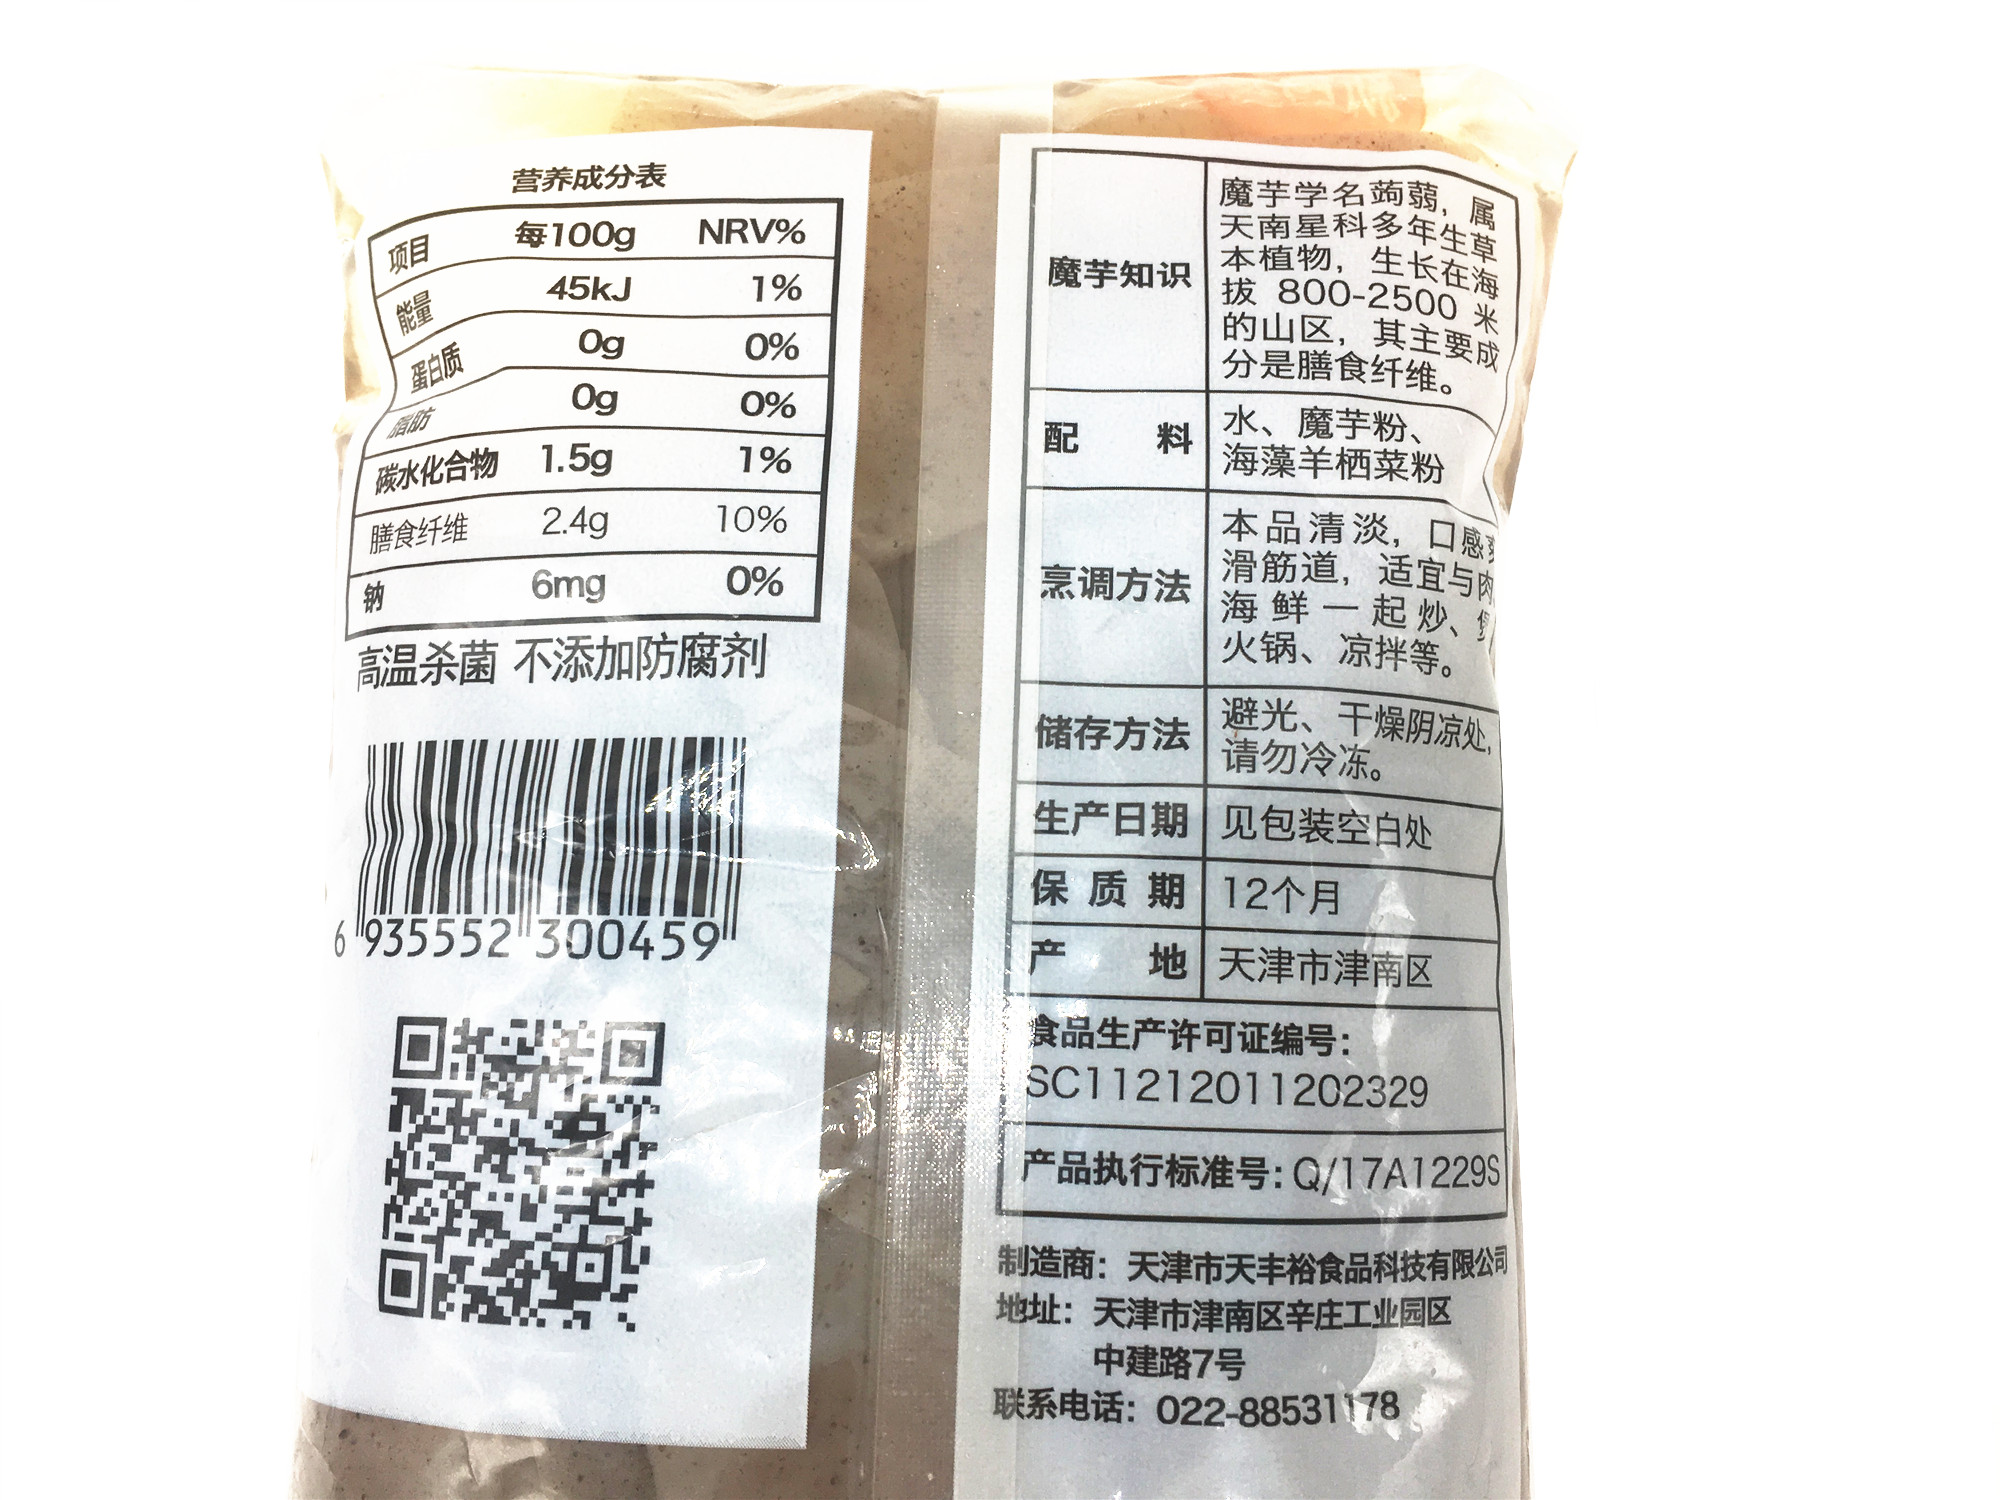 营养成分表
项目 每100g NRV%
能量 45kJ 1%
蛋白质 0g 0%
脂肪 0g 0%
碳水化合物 1.5g 1%
膳食纤维 2.4g 10%
钠 6mg 0%
高温杀菌 不添加防腐剂
6 935552 300459
魔芋知识
魔芋学名蒟蒻，属
天南星科多年生草
本植物，生长在海
拔 800-2500 米
的山区，其主要成
分是膳食纤维。
配料
水、魔芋粉、
海藻羊栖菜粉
烹调方法
本品清淡，口感爽
滑筋道，适宜与肉
海鲜一起炒、煲
火锅、凉拌等。
储存方法
避光、干燥阴凉处，
请勿冷冻。
生产日期 见包装空白处
保质期 12个月
产地 天津市津南区
食品生产许可证编号：
SC11212011202329
产品执行标准号：Q/17A1229S
制造商：天津市天丰裕食品科技有限公司
地址：天津市津南区辛庄工业园区
中建路7号
联系电话：022-88531178